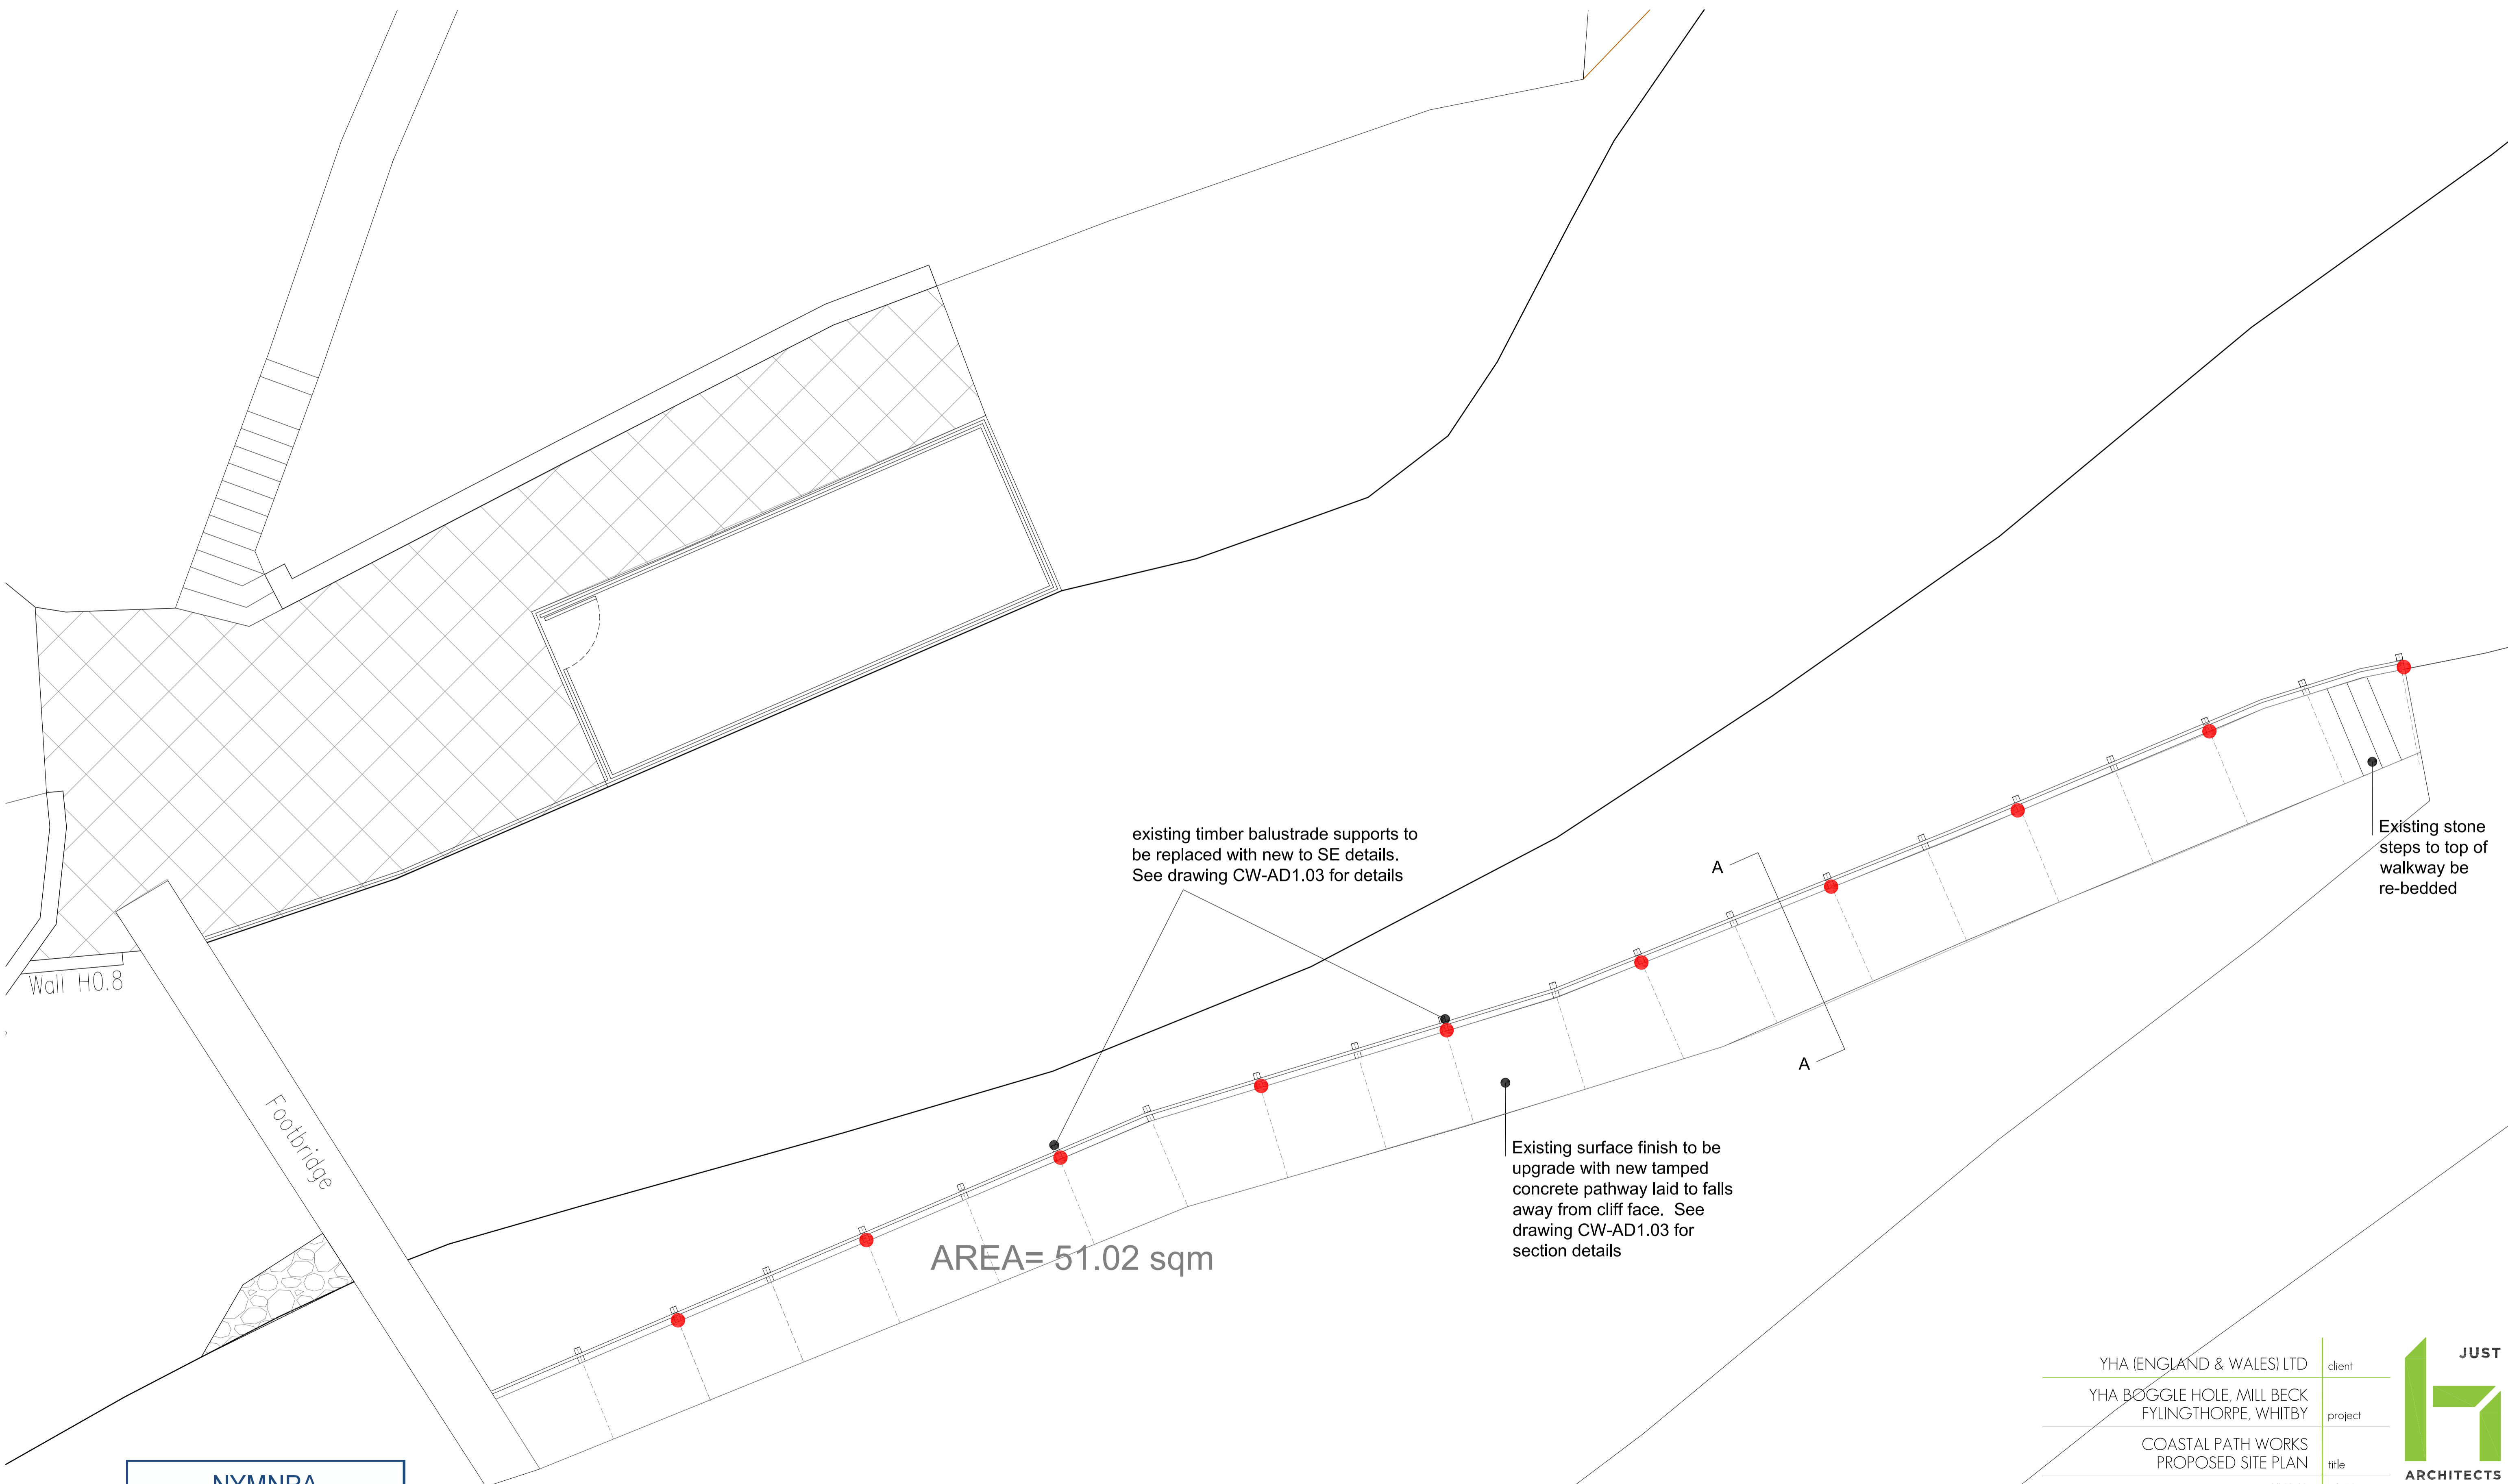 existing timber balustrade supports to
be replaced with new to SE details.
See drawing CW-AD1.03 for details
A
A
Existing stone
steps to top of
walkway be
re-bedded
Wall H0.8
Footbridge
Existing surface finish to be
upgrade with new tamped
concrete pathway laid to falls
away from cliff face. See
drawing CW-AD1.03 for
section details
AREA= 51.02 sqm
YHA (ENGLAND & WALES) LTD client
YHA BOGGLE HOLE, MILL BECK
FYLINGTHORPE, WHITBY project
COASTAL PATH WORKS
PROPOSED SITE PLAN title
JUST
ARCHITECTS
NYMNPA